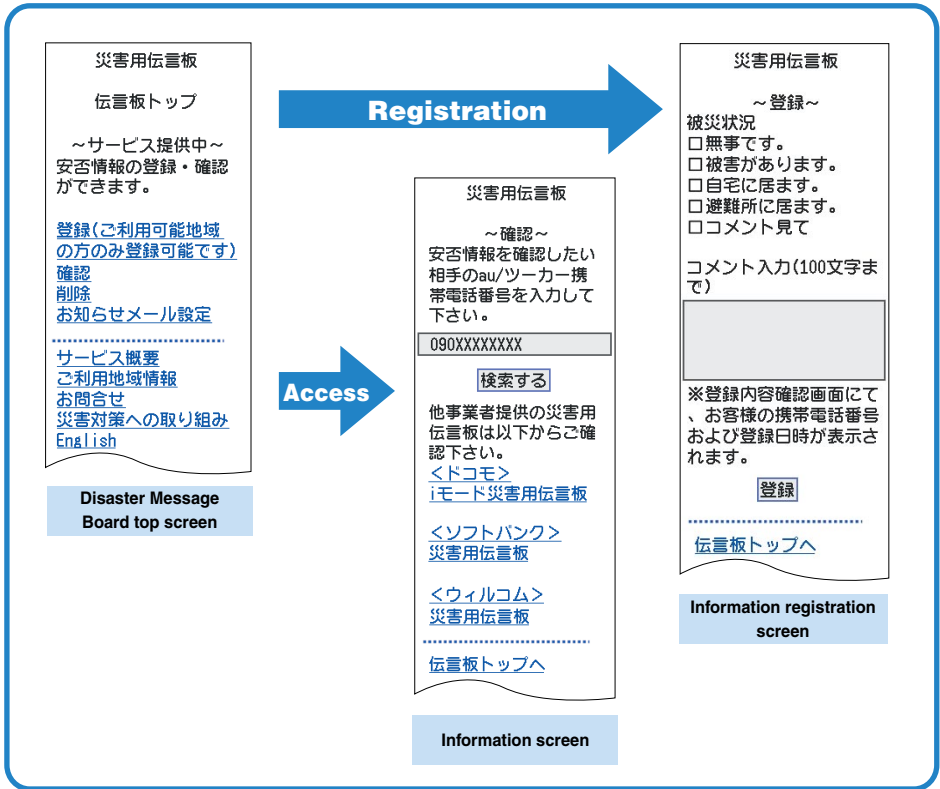 災害用伝言板
伝言板トップ
～サービス提供中～
安否情報の登録・確認
ができます。
登録(ご利用可能地域
の方のみ登録可能です)
確認
削除
お知らせメール設定
サービス概要
ご利用地域情報
お問合せ
災害対策への取り組み
English
Disaster Message
Board top screen
Registration
Access
災害用伝言板
～確認～
安否情報を確認したい
相手のau/ツーカー携
帯電話番号を入力して
下さい。
090XXXXXXXX
検索する
他事業者提供の災害用
伝言板は以下からご確
認下さい。
<ドコモ>
iモード災害用伝言板
<ソフトバンク>
災害用伝言板
<ウィルコム>
災害用伝言板
伝言板トップへ
Information screen
災害用伝言板
～登録～
被災状況
□無事です。
□被害があります。
□自宅に居ます。
□避難所に居ます。
□コメント見て
コメント入力(100文字ま
で)
※登録内容確認画面にて
、お客様の携帯電話番号
および登録日時が表示さ
れます。
登録
伝言板トップへ
Information registration
screen